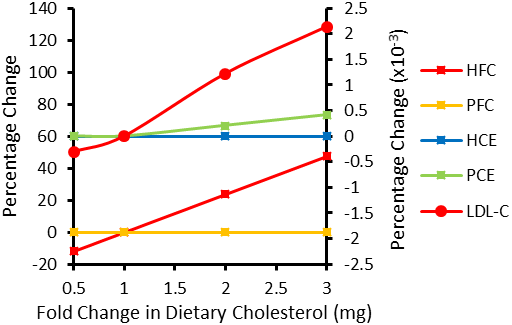 Percentage Change
140
120
100
80
60
40
20
0
-20
2.5
2
1.5
1
0.5
0
-0.5
-1
-1.5
-2
-2.5
Percentage Change (x10⁻³)
0.5 1 1.5 2 2.5 3
Fold Change in Dietary Cholesterol (mg)
HFC
PFC
HCE
PCE
LDL-C